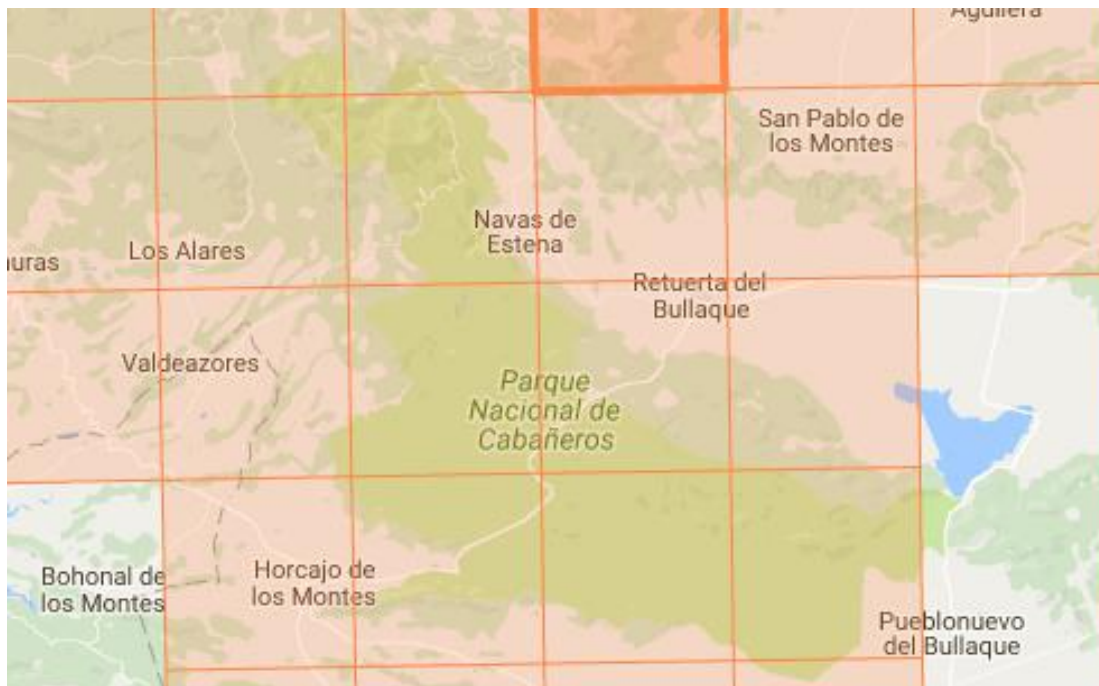 Aguilera
San Pablo de
los Montes
Navas de
Estena
Los Alares
uras
Retuerta del
Bullaque
Valdeazores
Parque
Nacional de
Cabañeros
Bohonal de
los Montes
Horcajo de
los Montes
Pueblonuevo
del Bullaque